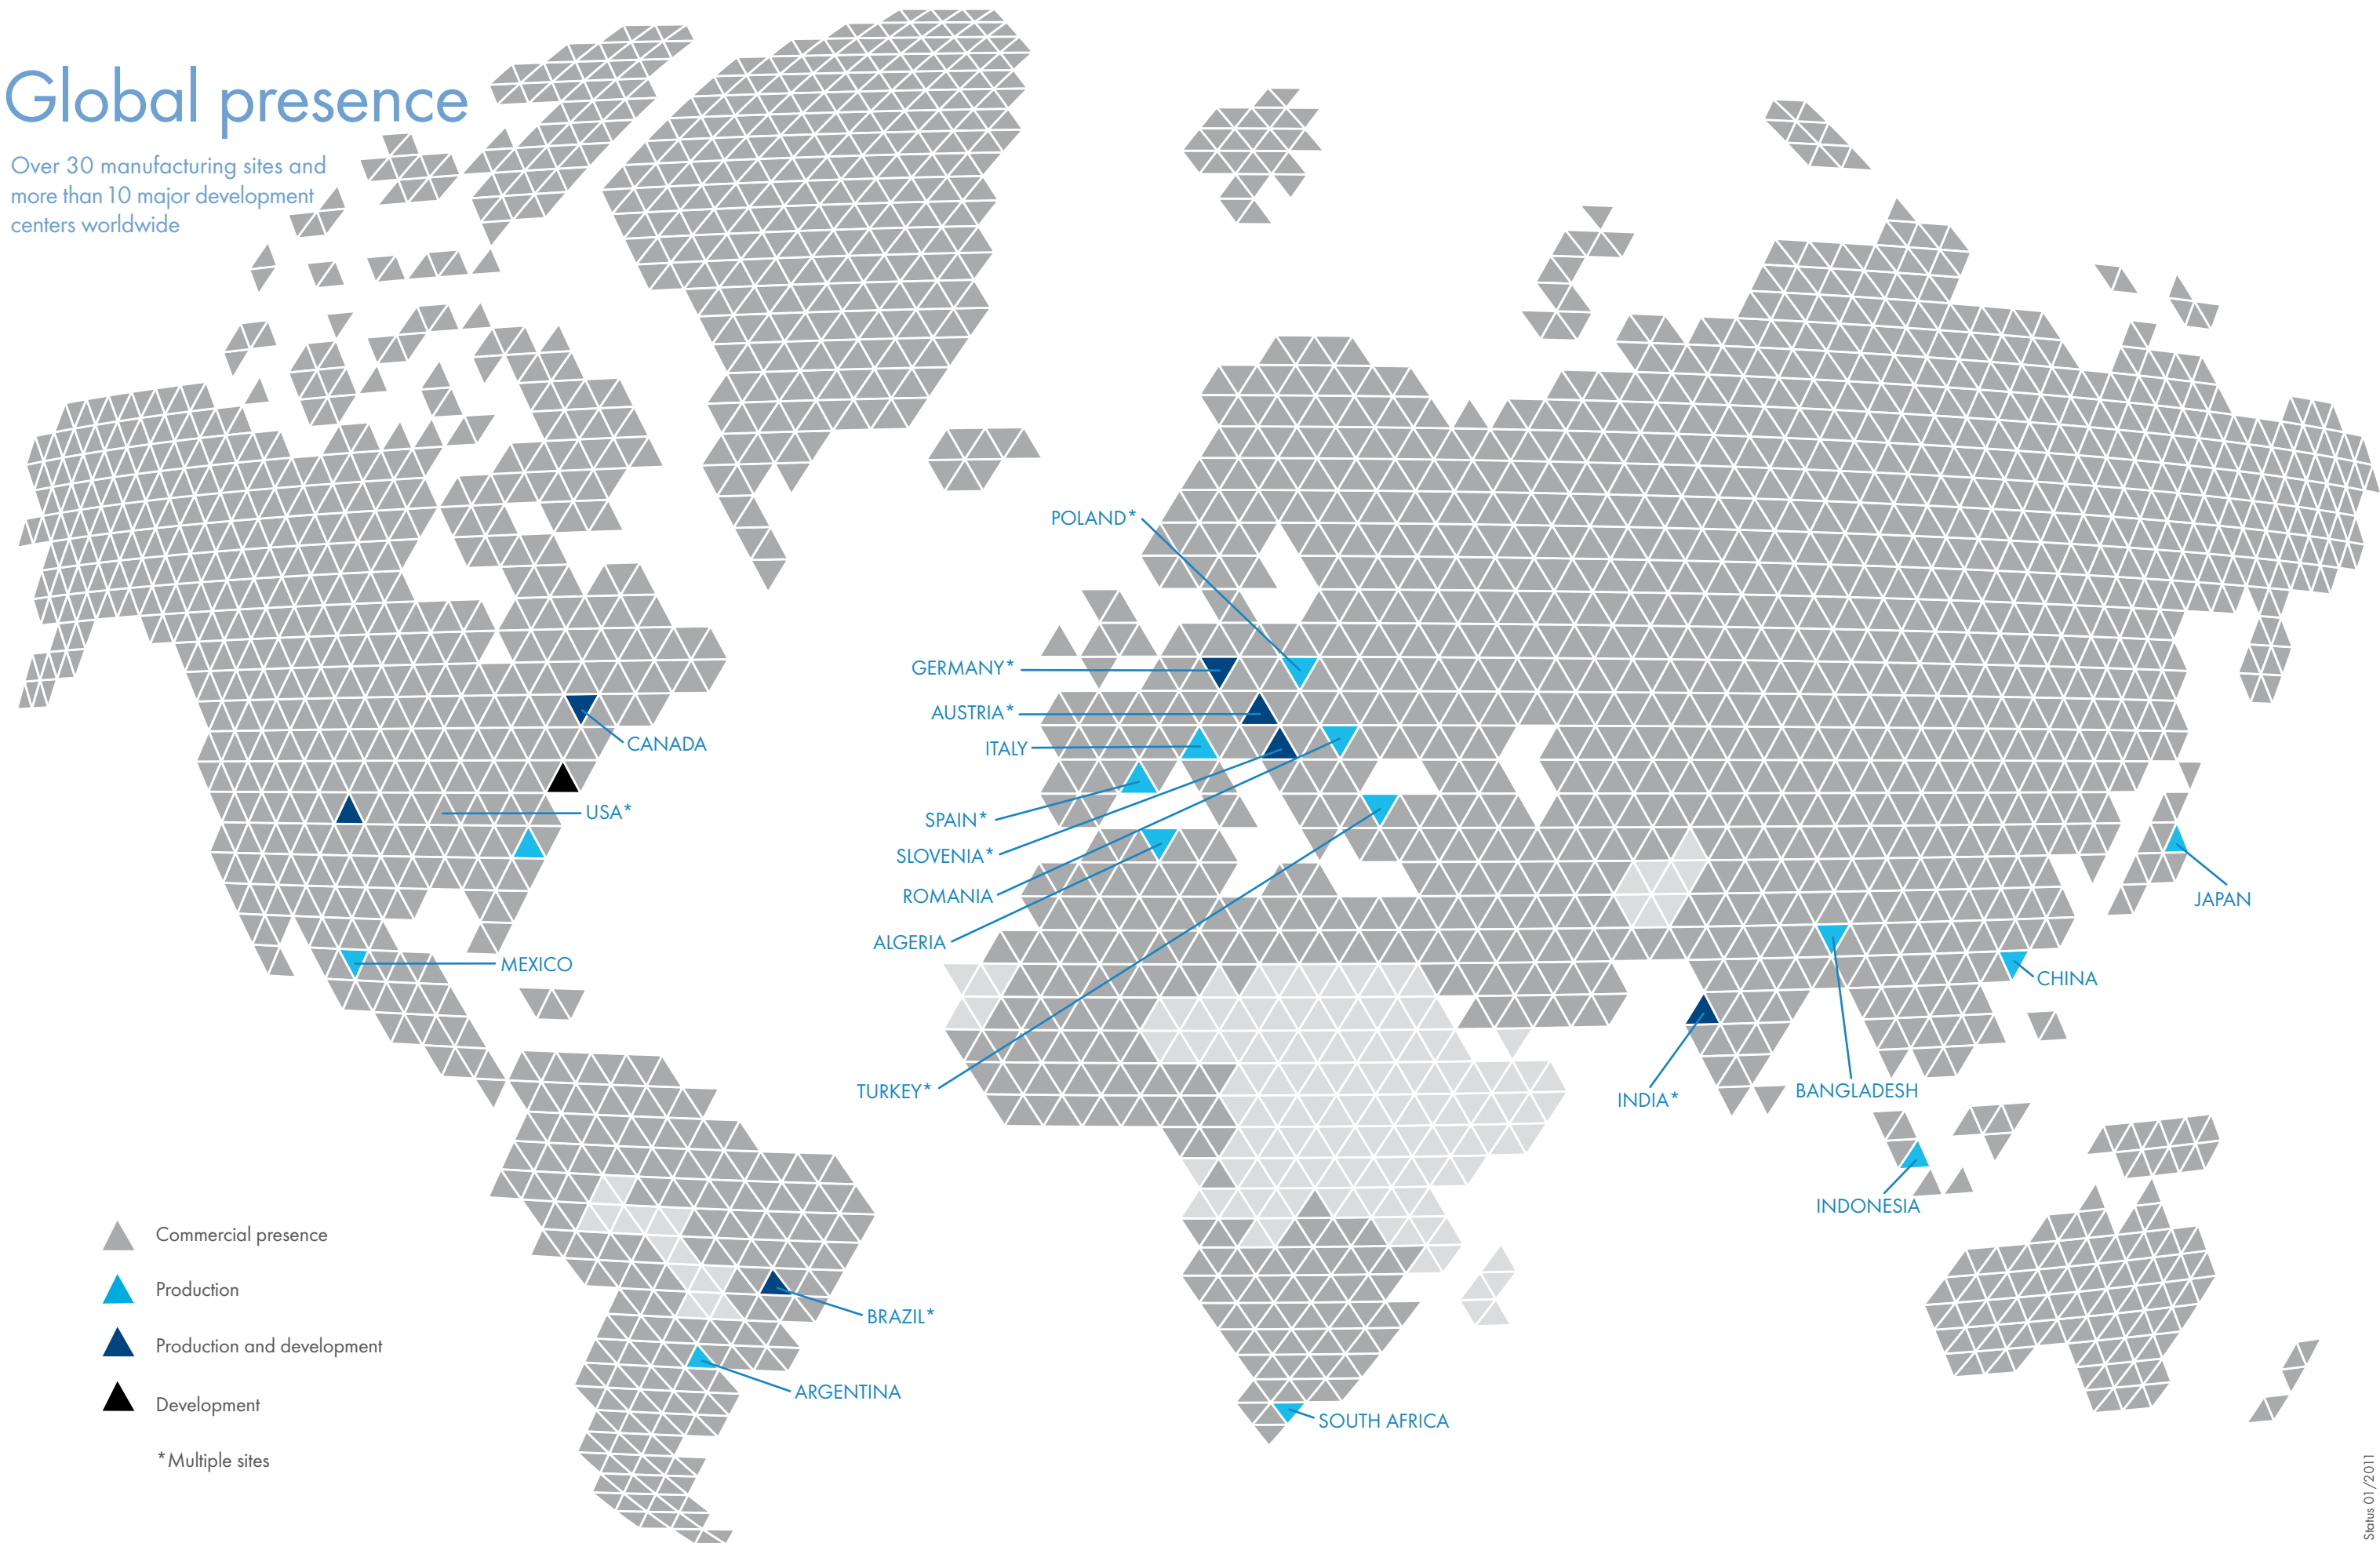 Global presence
Over 30 manufacturing sites and
more than 10 major development
centers worldwide
POLAND*
GERMANY*
AUSTRIA*
ITALY
SPAIN*
SLOVENIA*
ROMANIA
ALGERIA
TURKEY*
CANADA
USA*
MEXICO
BRAZIL*
ARGENTINA
SOUTH AFRICA
INDIA*
BANGLADESH
CHINA
JAPAN
INDONESIA
Commercial presence
Production
Production and development
Development
*Multiple sites
Status 01/2011